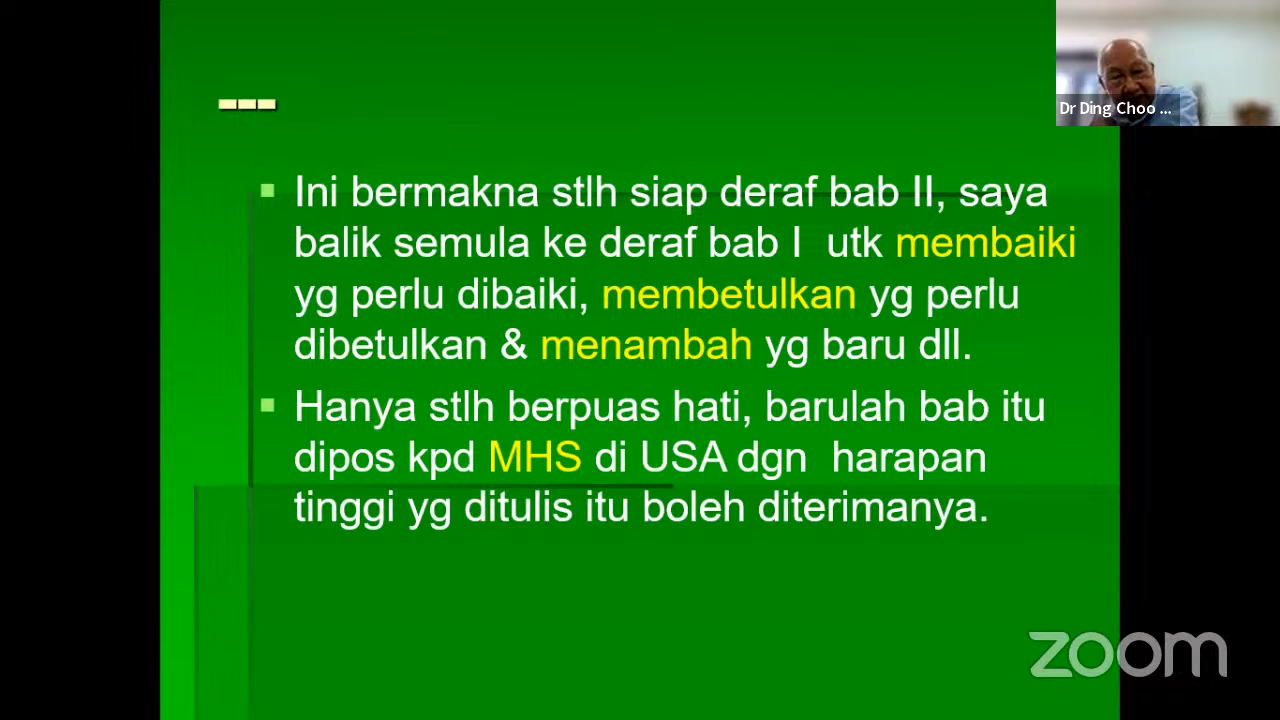 ---
Dr Ding Choo ...
Ini bermakna stlh siap deraf bab II, saya
balik semula ke deraf bab I utk membaiki
yg perlu dibaiki, membetulkan yg perlu
dibetulkan & menambah yg baru dll.
Hanya stlh berpuas hati, barulah bab itu
dipos kpd MHS di USA dgn harapan
tinggi yg ditulis itu boleh diterimanya.
zoom